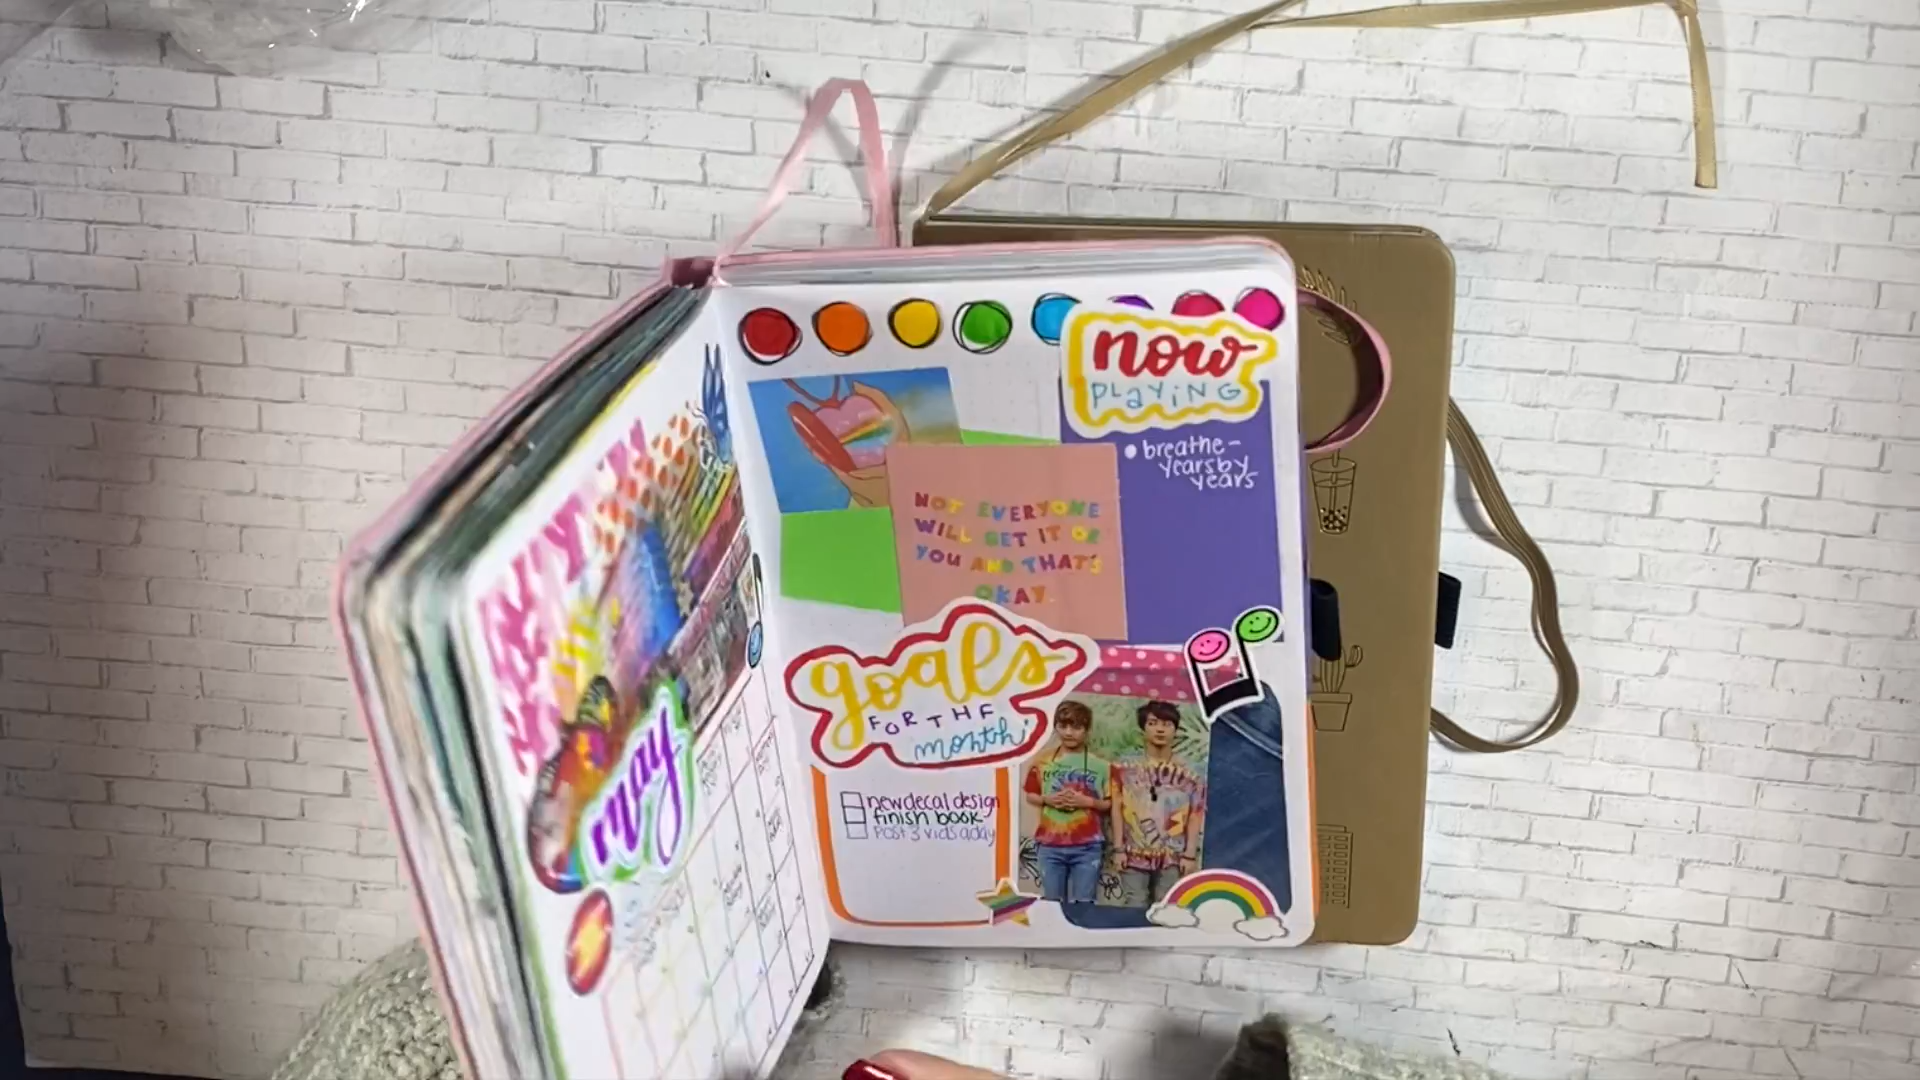 may
now
PLAYING
breathe -
years by
years
NOT EVERYONE
WILL GET IT OR
YOU AND THAT'S
OKAY.
goals
FOR THE
month
new decal design
finish book
Post 3 vids a day